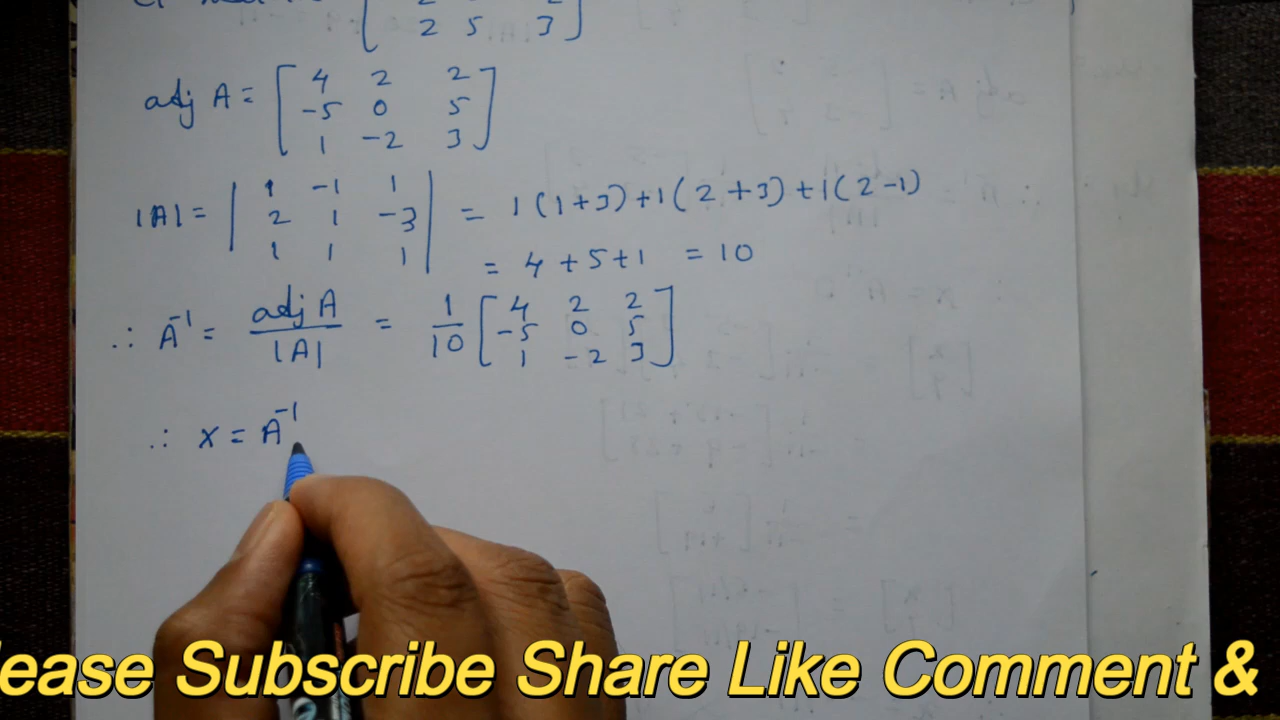 2 5 3
adj A = [ 4 2 2
-5 0 5
1 -2 3 ]
|A| = | 1 -1 1
2 1 -3
1 1 1 | = 1(1+3)+1(2+3)+1(2-1)
= 4+5+1 = 10
∴ A⁻¹ = adj A / |A| = 1/10 [ 4 2 2
-5 0 5
1 -2 3 ]
∴ x = A⁻¹
lease Subscribe Share Like Comment &